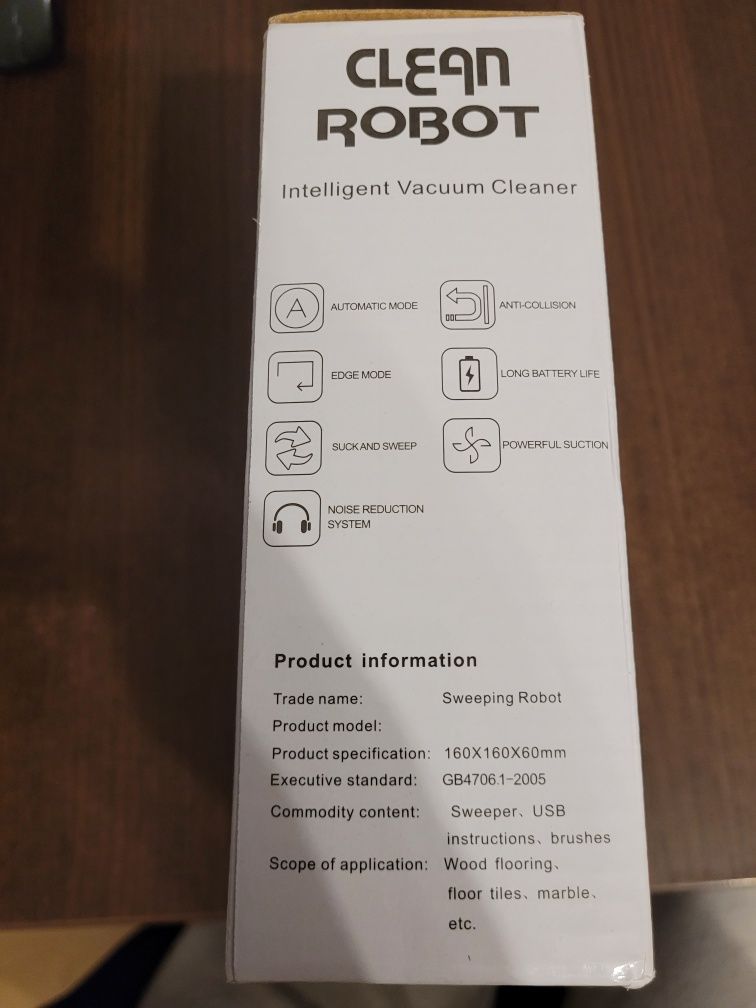 CLEAN
ROBOT
Intelligent Vacuum Cleaner
A AUTOMATIC MODE
ANTI-COLLISION
EDGE MODE
LONG BATTERY LIFE
SUCK AND SWEEP
POWERFUL SUCTION
NOISE REDUCTION
SYSTEM
Product information
Trade name: Sweeping Robot
Product model:
Product specification: 160X160X60mm
Executive standard: GB4706.1-2005
Commodity content: Sweeper、USB
instructions、brushes
Scope of application: Wood flooring、
floor tiles、marble、
etc.